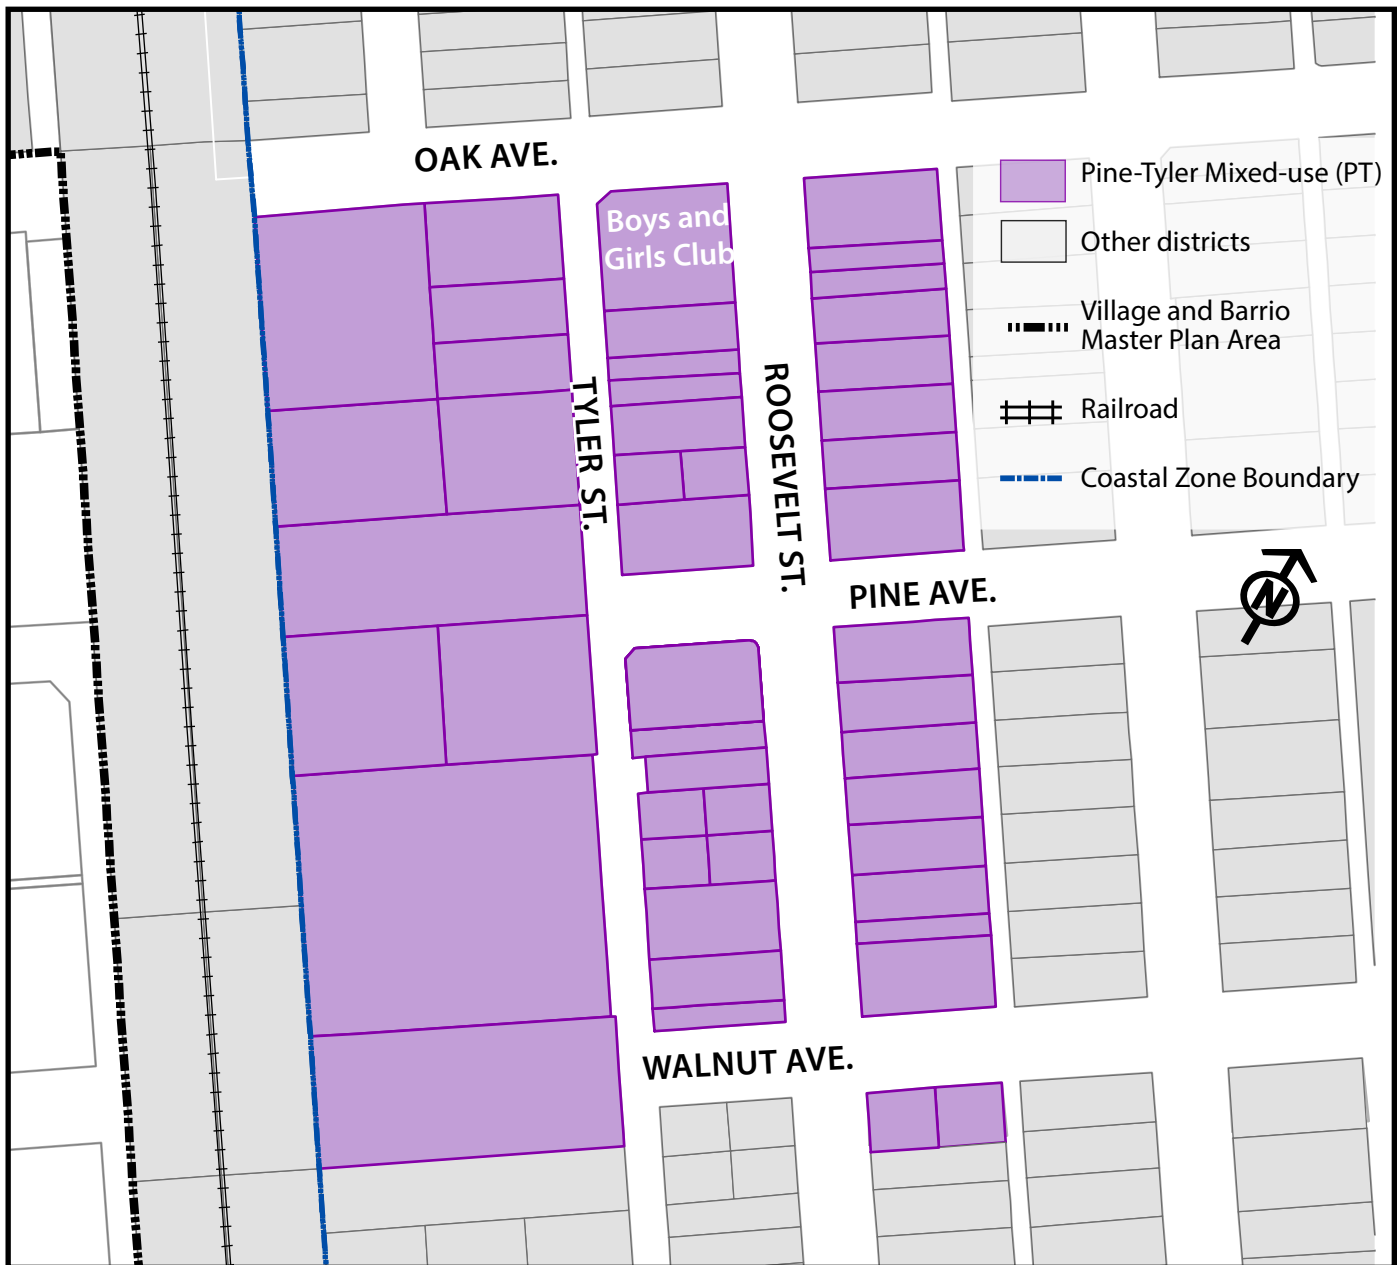 OAK AVE.
Boys and
Girls Club
TYLER ST.
ROOSEVELT ST.
PINE AVE.
WALNUT AVE.
Pine-Tyler Mixed-use (PT)
Other districts
Village and Barrio
Master Plan Area
Railroad
Coastal Zone Boundary
N